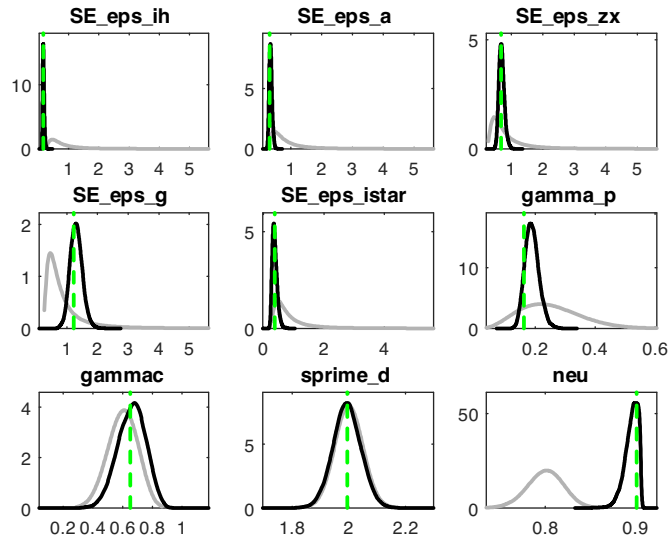 SE_eps_ih SE_eps_a SE_eps_zx
10 0 1 2 3 4 5
5 0 1 2 3 4 5
5 0 1 2 3 4 5
SE_eps_g SE_eps_istar gamma_p
2 1 0 1 2 3 4 5
5 0 0 2 4
10 0 0.2 0.4 0.6
gammac sprime_d neu
4 2 0 0.2 0.4 0.6 0.8 1
5 0 1.8 2 2.2
50 0 0.8 0.9